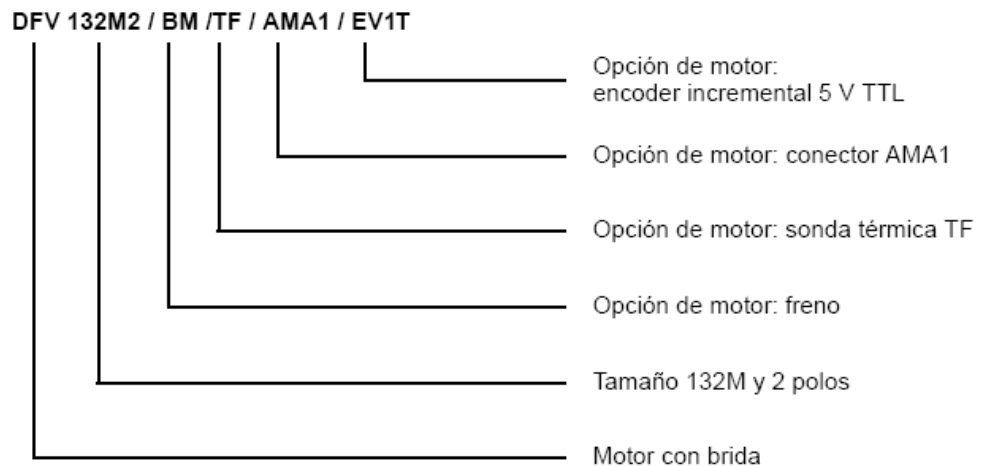 DFV 132M2 / BM /TF / AMA1 / EV1T
Opción de motor:
encoder incremental 5 V TTL
Opción de motor: conector AMA1
Opción de motor: sonda térmica TF
Opción de motor: freno
Tamaño 132M y 2 polos
Motor con brida